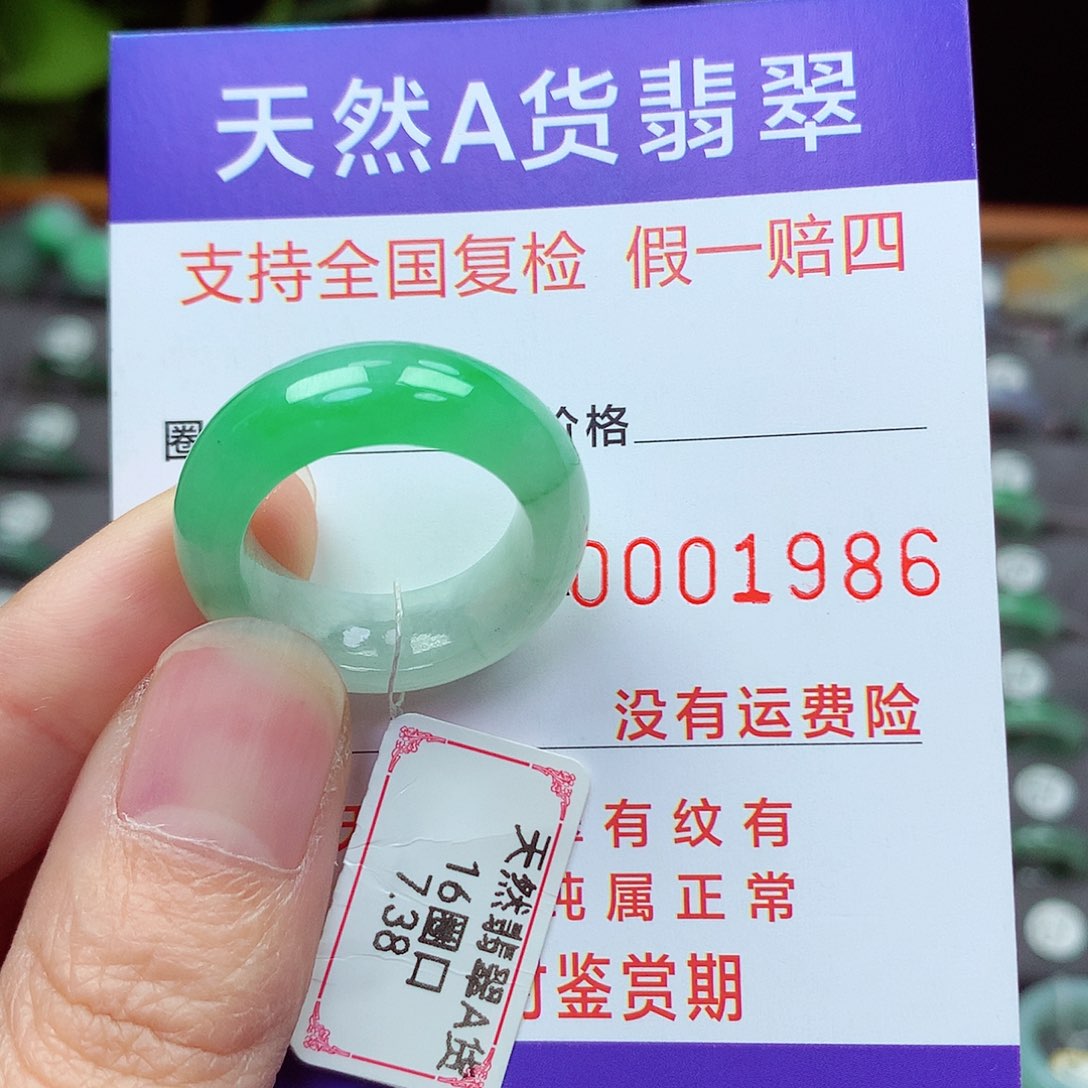 天然A货翡翠
支持全国复检 假一赔四
圈 价格
0001986
没有运费险
有纹有
纯属正常
时鉴赏期
天然翡翠A货
16圈口
7.38